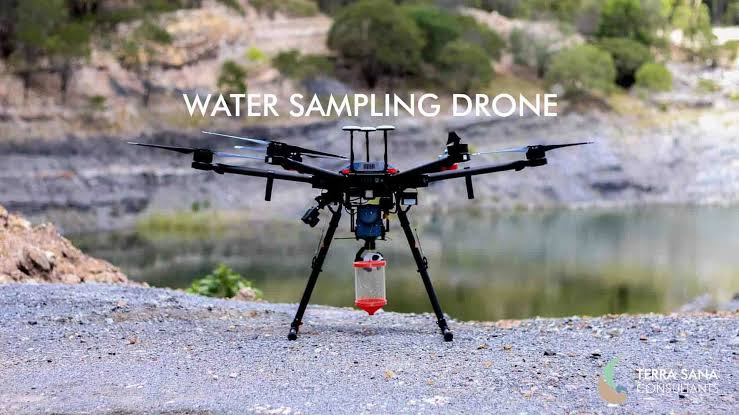 WATER SAMPLING DRONE
TERRA SANA
CONSULTANTS